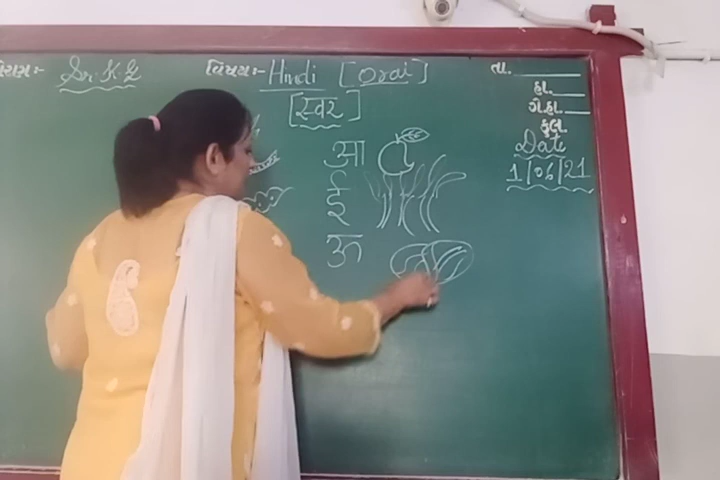 Sr. K.G
વિષય:- Hindi [Oral]
[स्वर]
आ
ई
ऊ
તા.
હા.
ગે.હા.
કુલ.
Date
1/06/21